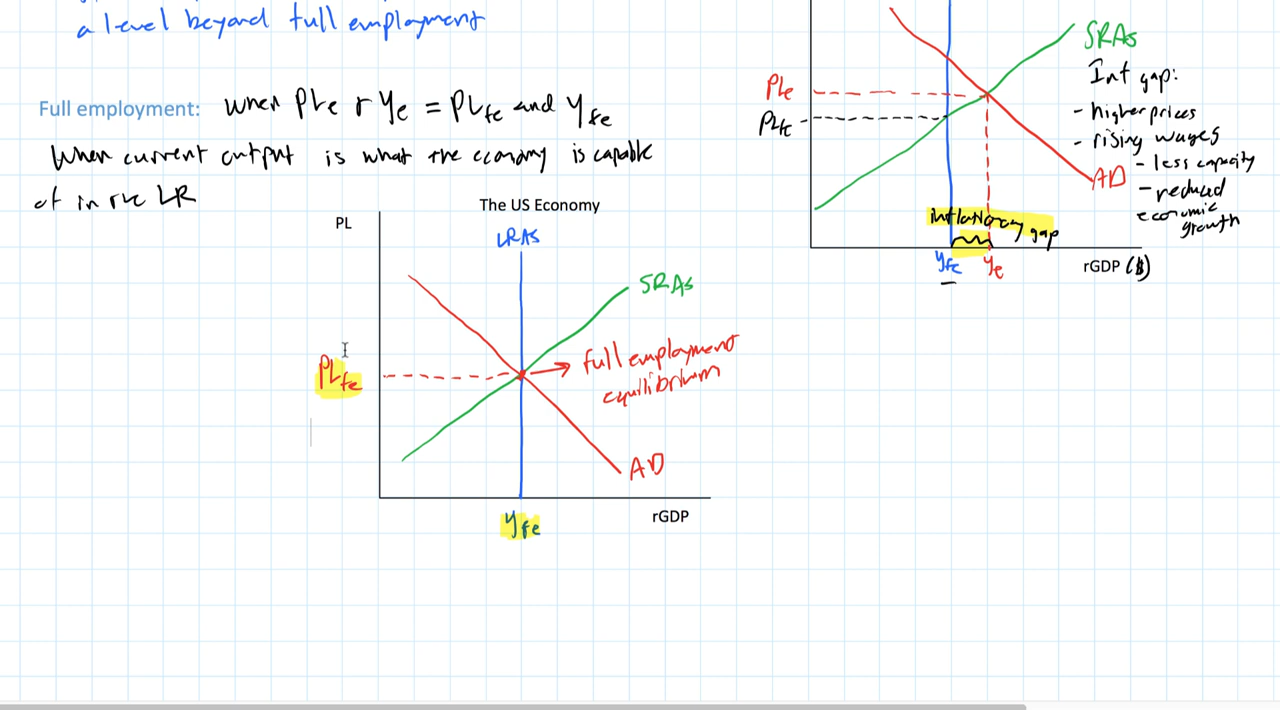 a level beyond full employment
Full employment: when PLe & Ye = PLfe and Yfe
When current output is what the economy is capable
of in the LR
PL
The US Economy
LRAS
SRAS
PLfe
full employment
equilibrium
AD
Yfe
rGDP
SRAS
PLe
PLfe
AD
inflationary gap
Yfe
Ye
rGDP ($)
Inf gap:
- higher prices
- rising wages
- less capacity
- reduced
economic
growth